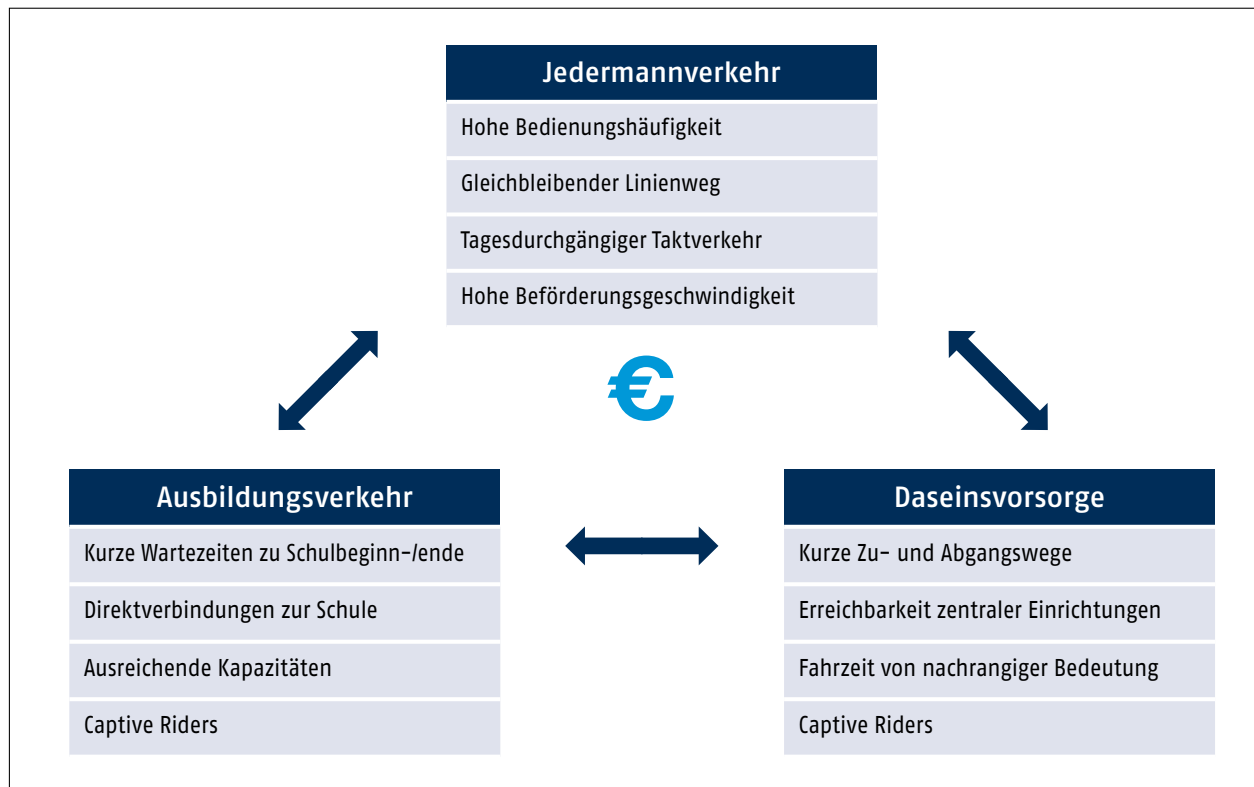 Jedermannverkehr
Hohe Bedienungshäufigkeit
Gleichbleibender Linienweg
Tagesdurchgängiger Taktverkehr
Hohe Beförderungsgeschwindigkeit
€
Ausbildungsverkehr
Kurze Wartezeiten zu Schulbeginn-/ende
Direktverbindungen zur Schule
Ausreichende Kapazitäten
Captive Riders
Daseinsvorsorge
Kurze Zu- und Abgangswege
Erreichbarkeit zentraler Einrichtungen
Fahrzeit von nachrangiger Bedeutung
Captive Riders